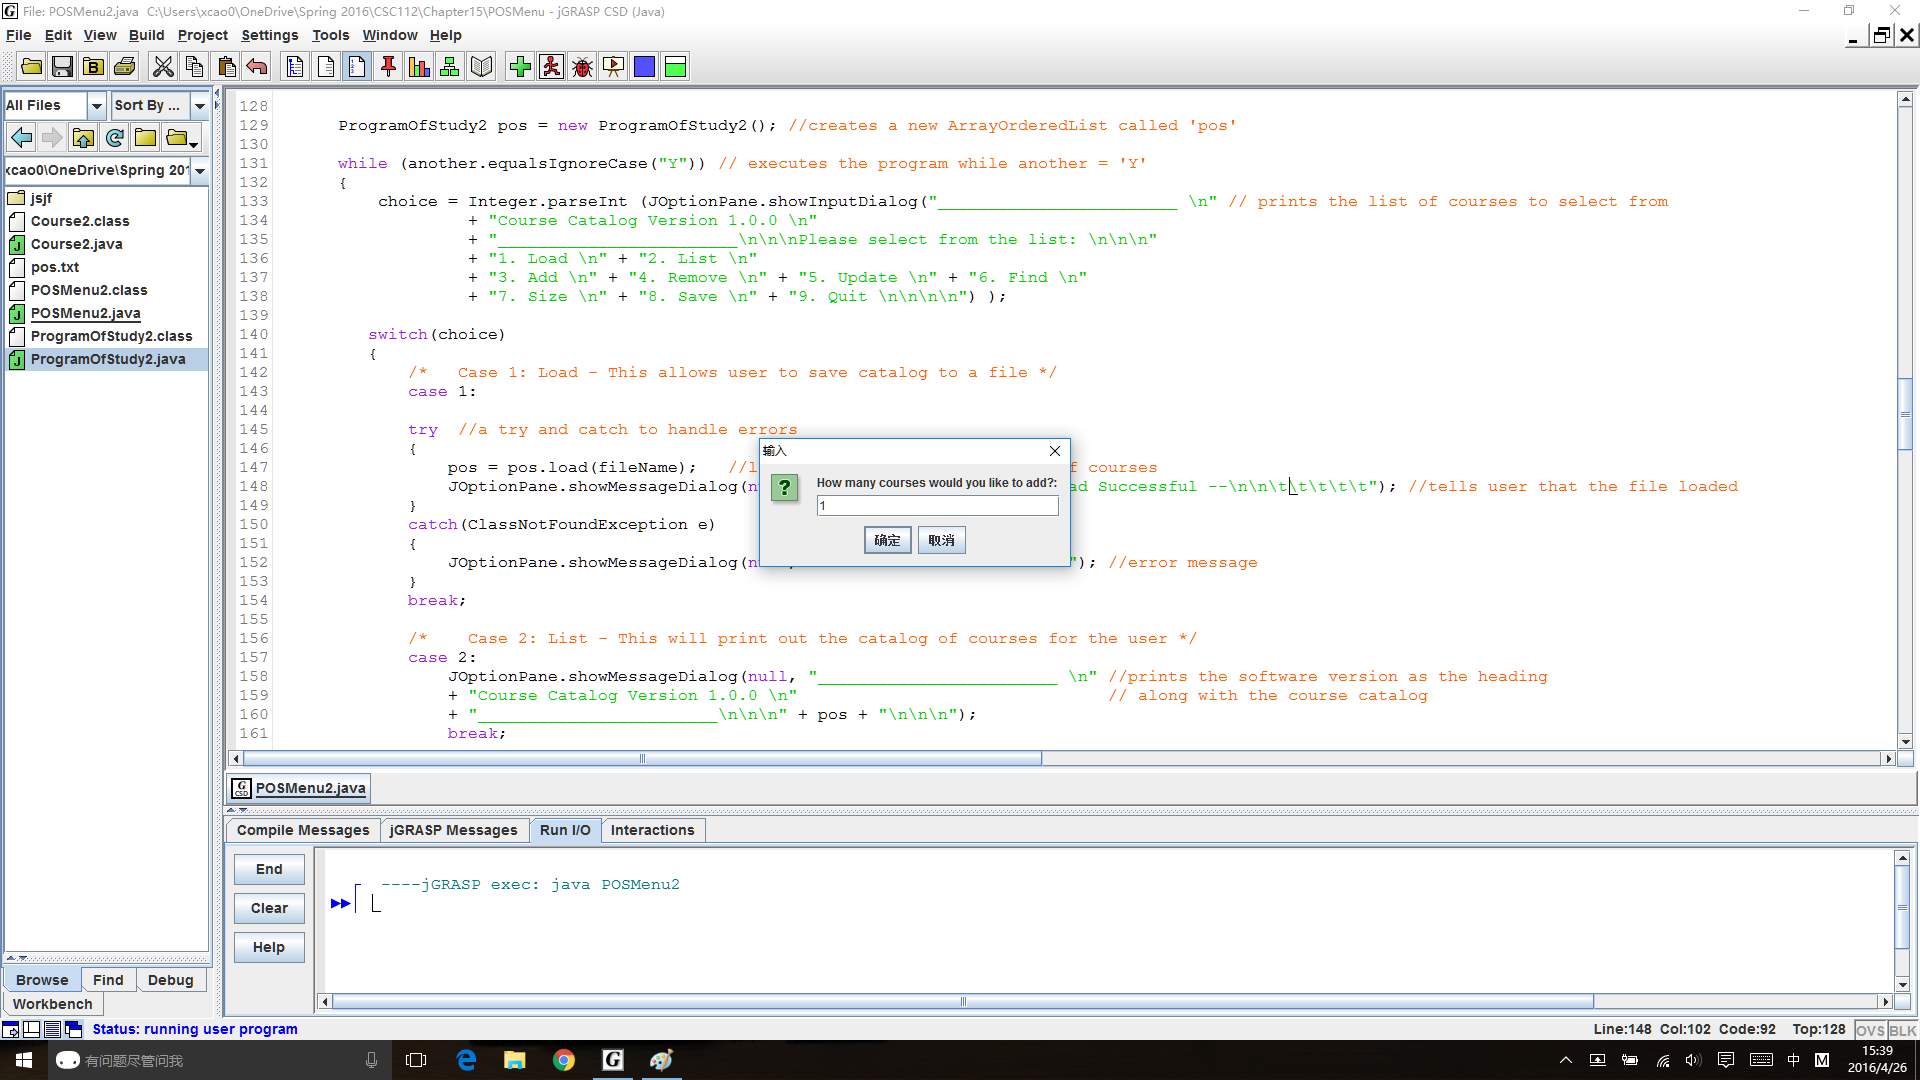 File: POSMenu2.java  C:\Users\xcao0\OneDrive\Spring 2016\CSC112\Chapter15\POSMenu - jGRASP CSD (Java)
File Edit View Build Project Settings Tools Window Help
All Files Sort By ...
xcao0\OneDrive\Spring 201
jsjf
Course2.class
Course2.java
pos.txt
POSMenu2.class
POSMenu2.java
ProgramOfStudy2.class
ProgramOfStudy2.java
Browse Find Debug
Workbench
128
129 ProgramOfStudy2 pos = new ProgramOfStudy2(); //creates a new ArrayOrderedList called 'pos'
130
131 while (another.equalsIgnoreCase("Y")) // executes the program while another = 'Y'
132 {
133 choice = Integer.parseInt (JOptionPane.showInputDialog("________________________ \n" // prints the list of courses to select from
134 + "Course Catalog Version 1.0.0 \n"
135 + "________________________\n\n\nPlease select from the list: \n\n\n"
136 + "1. Load \n" + "2. List \n"
137 + "3. Add \n" + "4. Remove \n" + "5. Update \n" + "6. Find \n"
138 + "7. Size \n" + "8. Save \n" + "9. Quit \n\n\n\n") );
139
140 switch(choice)
141 {
142 /*   Case 1: Load - This allows user to save catalog to a file */
143 case 1:
144
145 try  //a try and catch to handle errors
146 {
147 pos = pos.load(fileName);   //l f courses
148 JOptionPane.showMessageDialog(n ad Successful --\n\n\t\t\t\t\t"); //tells user that the file loaded
149 }
150 catch(ClassNotFoundException e)
151 {
152 JOptionPane.showMessageDialog(n "); //error message
153 }
154 break;
155
156 /*    Case 2: List - This will print out the catalog of courses for the user */
157 case 2:
158 JOptionPane.showMessageDialog(null, "________________________ \n" //prints the software version as the heading
159 + "Course Catalog Version 1.0.0 \n" // along with the course catalog
160 + "________________________\n\n\n" + pos + "\n\n\n");
161 break;
输入
How many courses would you like to add?:
1
确定 取消
POSMenu2.java
Compile Messages jGRASP Messages Run I/O Interactions
End
Clear
Help
----jGRASP exec: java POSMenu2
Status: running user program
Line:148 Col:102 Code:92 Top:128 OVS BLK
有问题尽管问我
中 M
15:39
2016/4/26